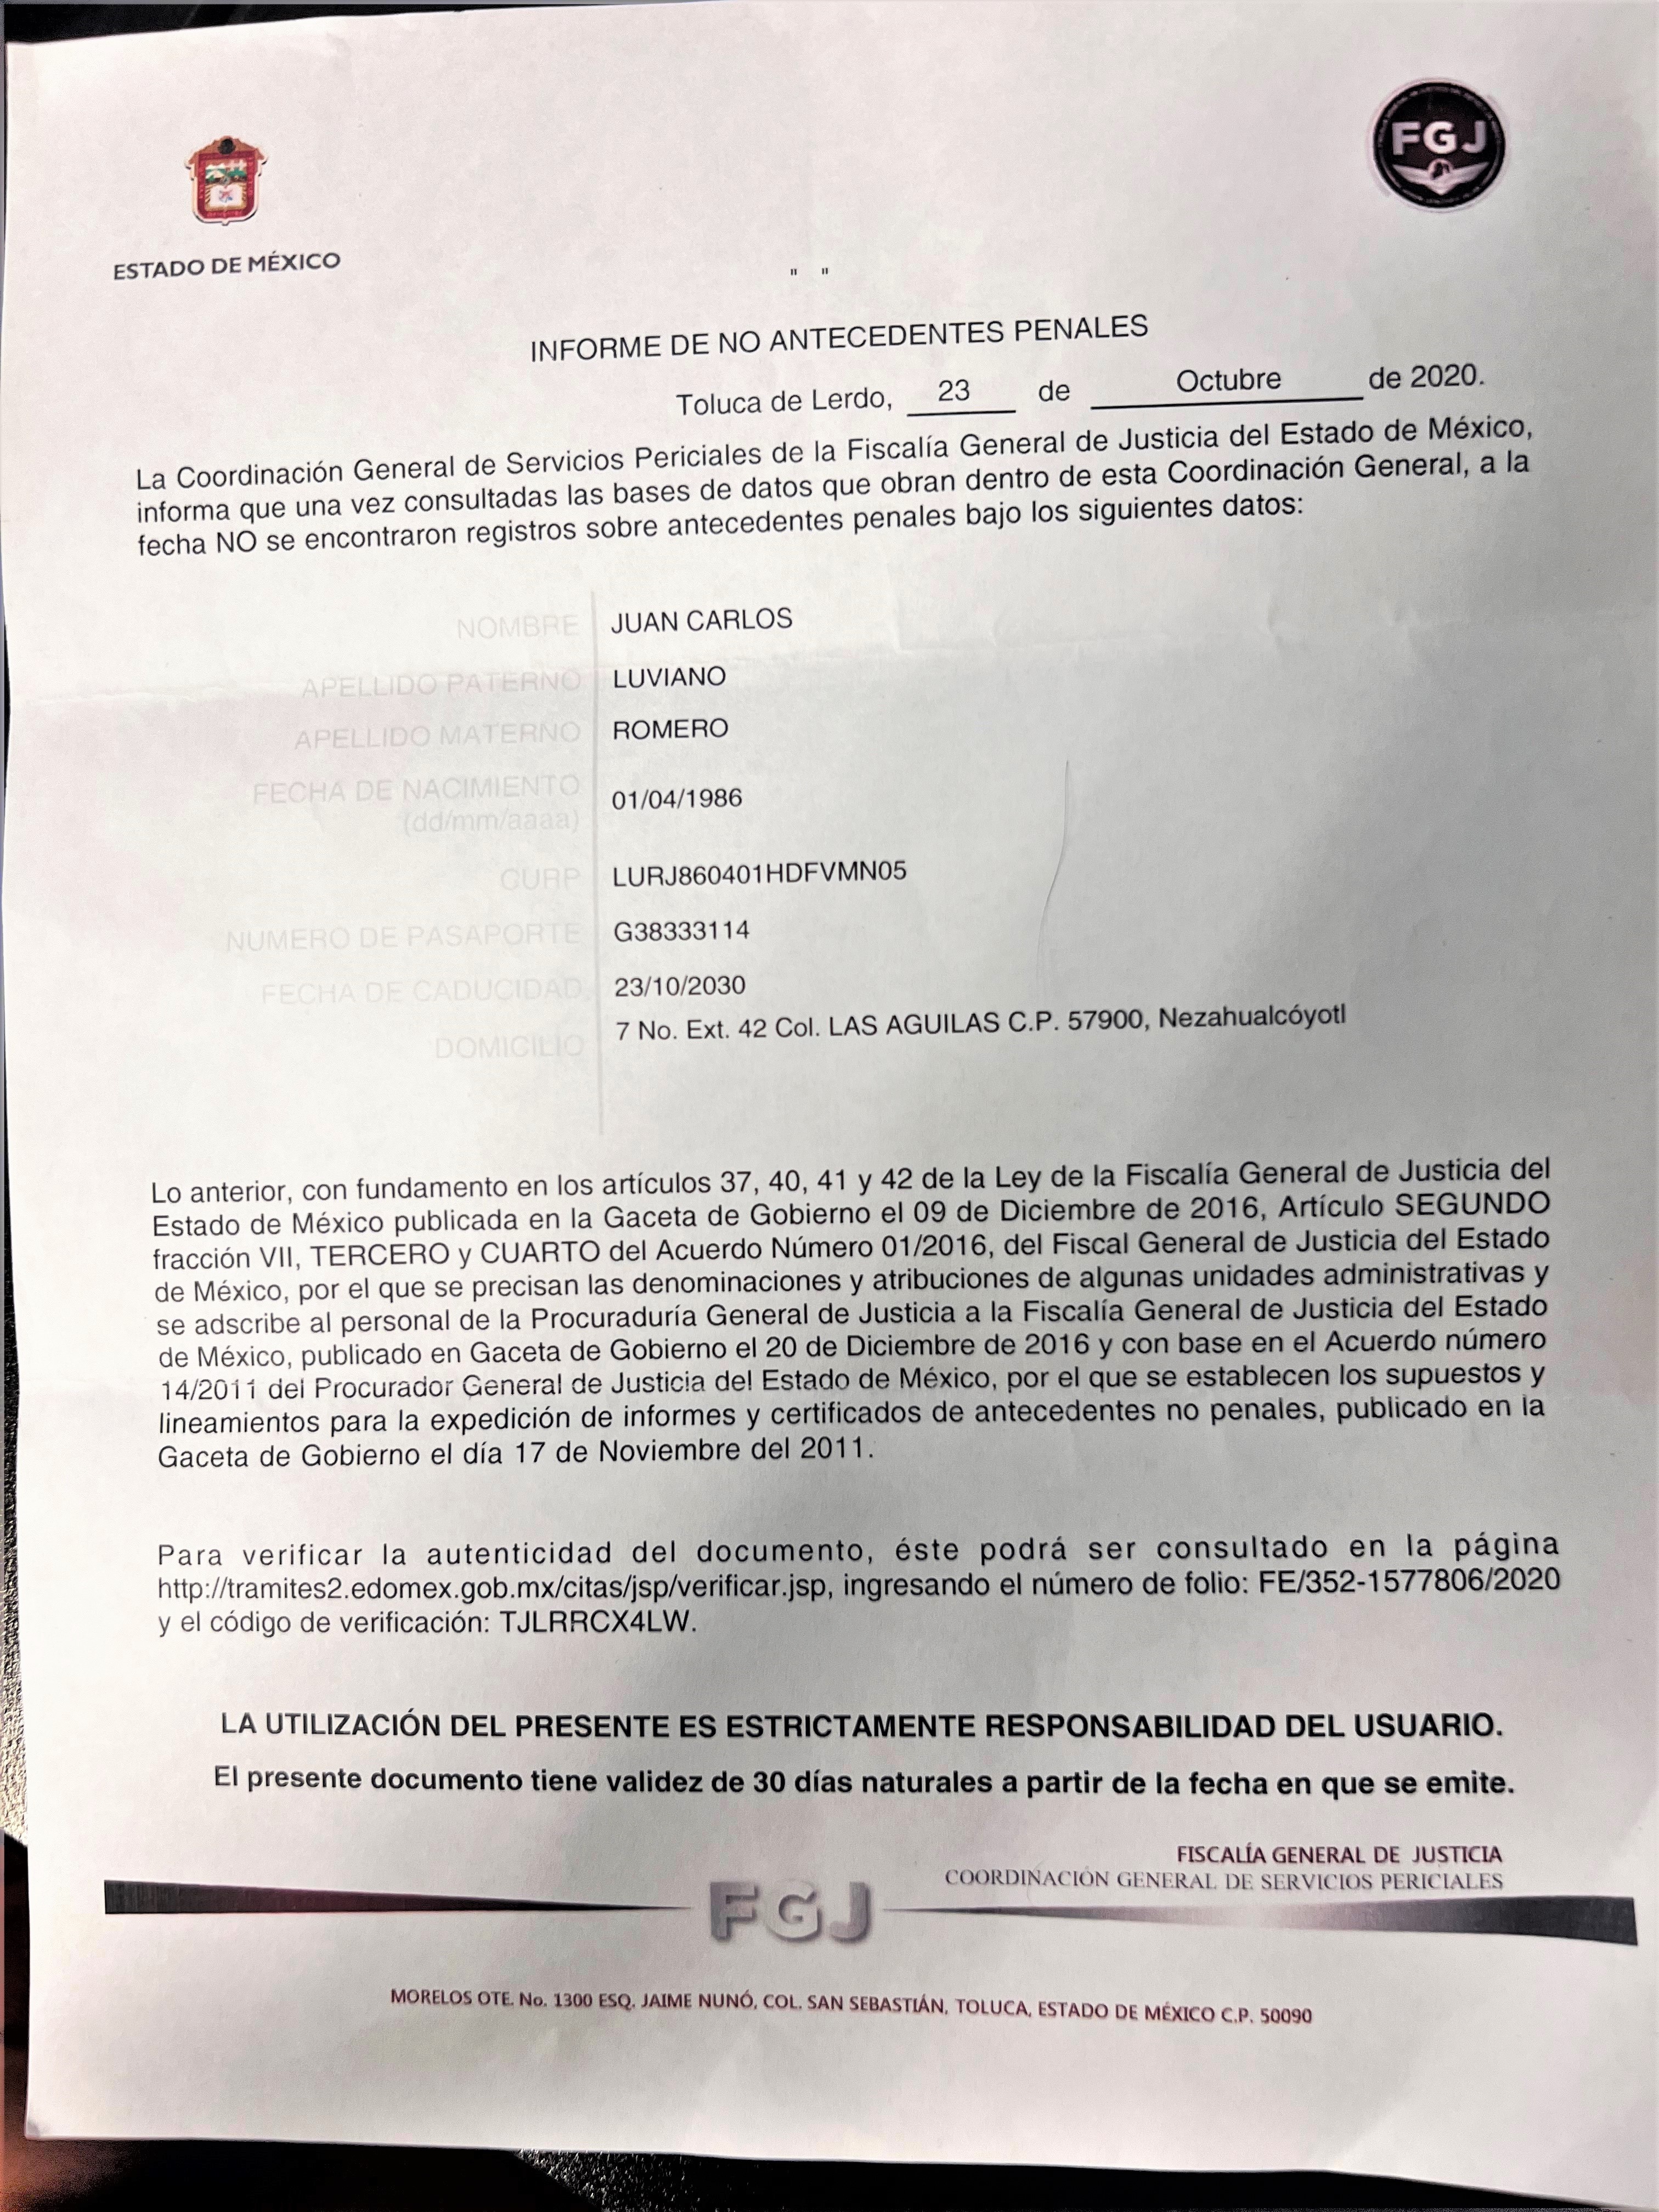 FGJ
ESTADO DE MÉXICO
" "
INFORME DE NO ANTECEDENTES PENALES
Toluca de Lerdo, 23 de Octubre de 2020.
La Coordinación General de Servicios Periciales de la Fiscalía General de Justicia del Estado de México,
informa que una vez consultadas las bases de datos que obran dentro de esta Coordinación General, a la
fecha NO se encontraron registros sobre antecedentes penales bajo los siguientes datos:
NOMBRE JUAN CARLOS
APELLIDO PATERNO LUVIANO
APELLIDO MATERNO ROMERO
FECHA DE NACIMIENTO 01/04/1986
(dd/mm/aaaa)
CURP LURJ860401HDFVMN05
NUMERO DE PASAPORTE G38333114
FECHA DE CADUCIDAD 23/10/2030
DOMICILIO 7 No. Ext. 42 Col. LAS AGUILAS C.P. 57900, Nezahualcóyotl
Lo anterior, con fundamento en los artículos 37, 40, 41 y 42 de la Ley de la Fiscalía General de Justicia del
Estado de México publicada en la Gaceta de Gobierno el 09 de Diciembre de 2016, Artículo SEGUNDO
fracción VII, TERCERO y CUARTO del Acuerdo Número 01/2016, del Fiscal General de Justicia del Estado
de México, por el que se precisan las denominaciones y atribuciones de algunas unidades administrativas y
se adscribe al personal de la Procuraduría General de Justicia a la Fiscalía General de Justicia del Estado
de México, publicado en Gaceta de Gobierno el 20 de Diciembre de 2016 y con base en el Acuerdo número
14/2011 del Procurador General de Justicia del Estado de México, por el que se establecen los supuestos y
lineamientos para la expedición de informes y certificados de antecedentes no penales, publicado en la
Gaceta de Gobierno el día 17 de Noviembre del 2011.
Para verificar la autenticidad del documento, éste podrá ser consultado en la página
http://tramites2.edomex.gob.mx/citas/jsp/verificar.jsp, ingresando el número de folio: FE/352-1577806/2020
y el código de verificación: TJLRRCX4LW.
LA UTILIZACIÓN DEL PRESENTE ES ESTRICTAMENTE RESPONSABILIDAD DEL USUARIO.
El presente documento tiene validez de 30 días naturales a partir de la fecha en que se emite.
FISCALÍA GENERAL DE JUSTICIA
COORDINACIÓN GENERAL DE SERVICIOS PERICIALES
FGJ
MORELOS OTE. No. 1300 ESQ. JAIME NUNÓ, COL. SAN SEBASTIÁN, TOLUCA, ESTADO DE MÉXICO C.P. 50090